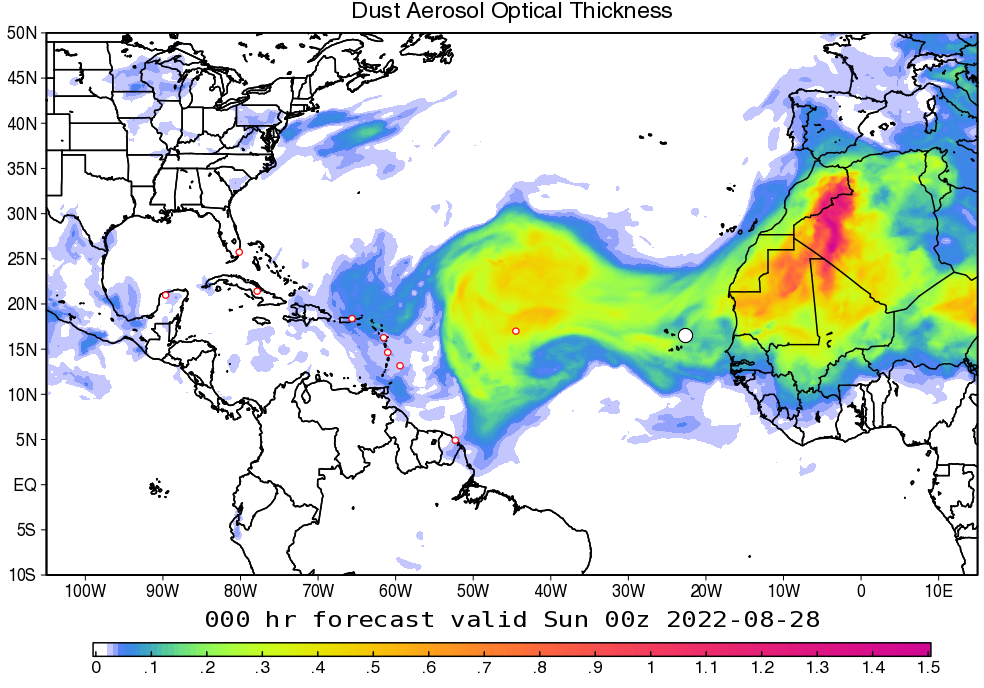 Dust Aerosol Optical Thickness
50N
45N
40N
35N
30N
25N
20N
15N
10N
5N
EQ
5S
10S
100W 90W 80W 70W 60W 50W 40W 30W 20W 10W 0 10E
000 hr forecast valid Sun 00z 2022-08-28
0 .1 .2 .3 .4 .5 .6 .7 .8 .9 1 1.1 1.2 1.3 1.4 1.5